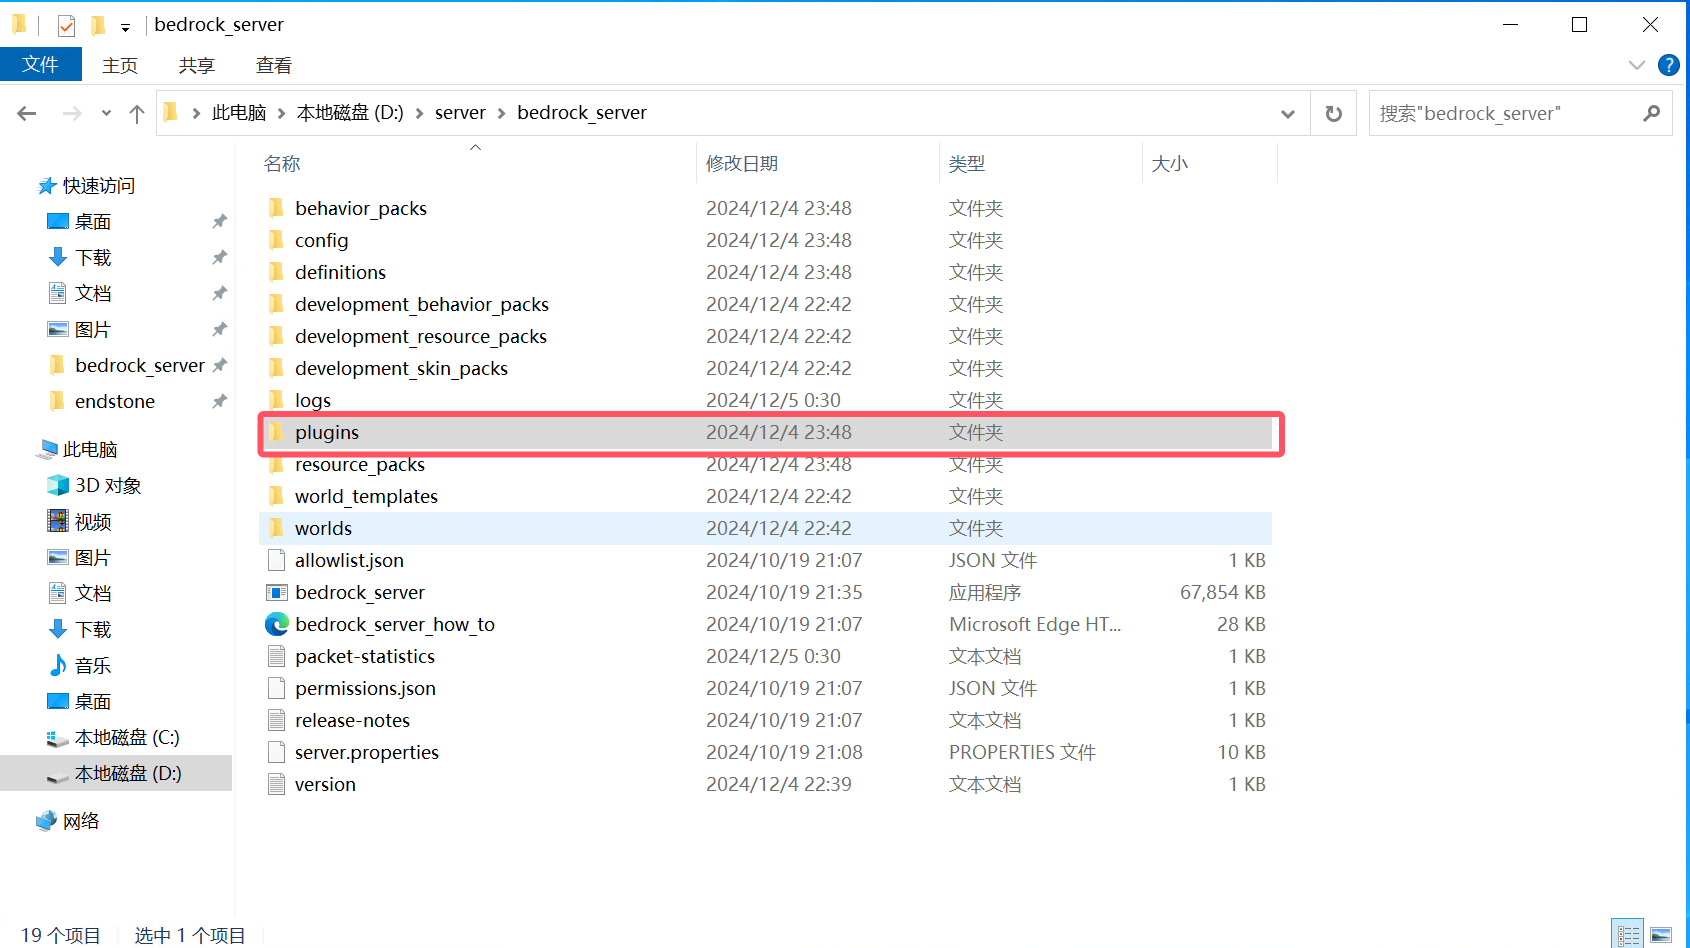 bedrock_server
文件 主页 共享 查看
此电脑 本地磁盘 (D:) server bedrock_server 搜索"bedrock_server"
名称 修改日期 类型 大小
快速访问
桌面
下载
文档
图片
bedrock_server
endstone
此电脑
3D 对象
视频
图片
文档
下载
音乐
桌面
本地磁盘 (C:)
本地磁盘 (D:)
网络
behavior_packs 2024/12/4 23:48 文件夹
config 2024/12/4 23:48 文件夹
definitions 2024/12/4 23:48 文件夹
development_behavior_packs 2024/12/4 22:42 文件夹
development_resource_packs 2024/12/4 22:42 文件夹
development_skin_packs 2024/12/4 22:42 文件夹
logs 2024/12/5 0:30 文件夹
plugins 2024/12/4 23:48 文件夹
resource_packs 2024/12/4 23:48 文件夹
world_templates 2024/12/4 22:42 文件夹
worlds 2024/12/4 22:42 文件夹
allowlist.json 2024/10/19 21:07 JSON 文件 1 KB
bedrock_server 2024/10/19 21:35 应用程序 67,854 KB
bedrock_server_how_to 2024/10/19 21:07 Microsoft Edge HT... 28 KB
packet-statistics 2024/12/5 0:30 文本文档 1 KB
permissions.json 2024/10/19 21:07 JSON 文件 1 KB
release-notes 2024/10/19 21:07 文本文档 1 KB
server.properties 2024/10/19 21:08 PROPERTIES 文件 10 KB
version 2024/12/4 22:39 文本文档 1 KB
19 个项目 选中 1 个项目